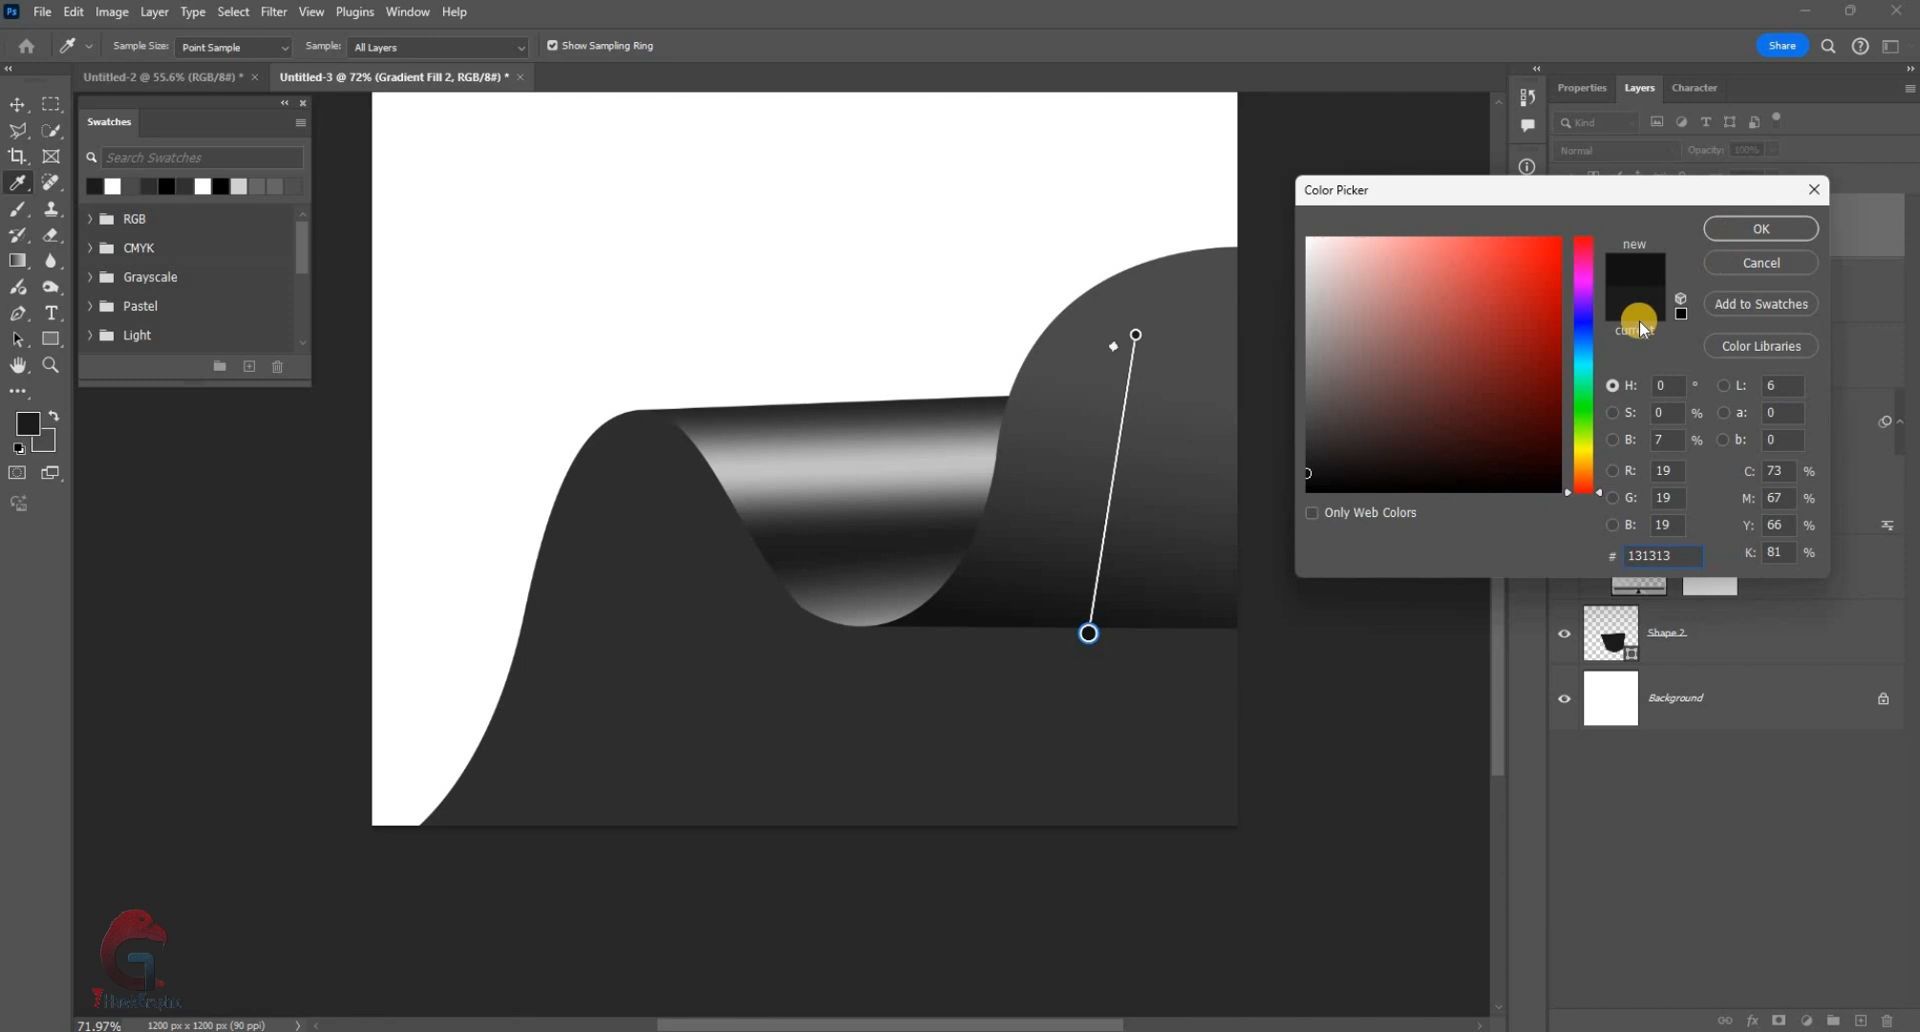 Ps File Edit Image Layer Type Select Filter View Plugins Window Help
Sample Size: Point Sample Sample: All Layers Show Sampling Ring Share
Untitled-2 @ 55.6% (RGB/8#) * × Untitled-3 @ 72% (Gradient Fill 2, RGB/8#) * ×
Swatches
Search Swatches
RGB
CMYK
Grayscale
Pastel
Light
Properties Layers Character
Kind
Normal Opacity: 100%
Color Picker
new
current
OK
Cancel
Add to Swatches
Color Libraries
H: 0 ° L: 6
S: 0 % a: 0
B: 7 % b: 0
R: 19 C: 73 %
G: 19 M: 67 %
B: 19 Y: 66 %
# 131313 K: 81 %
Only Web Colors
Shape 2
Background
71.97% 1200 px x 1200 px (90 ppi)